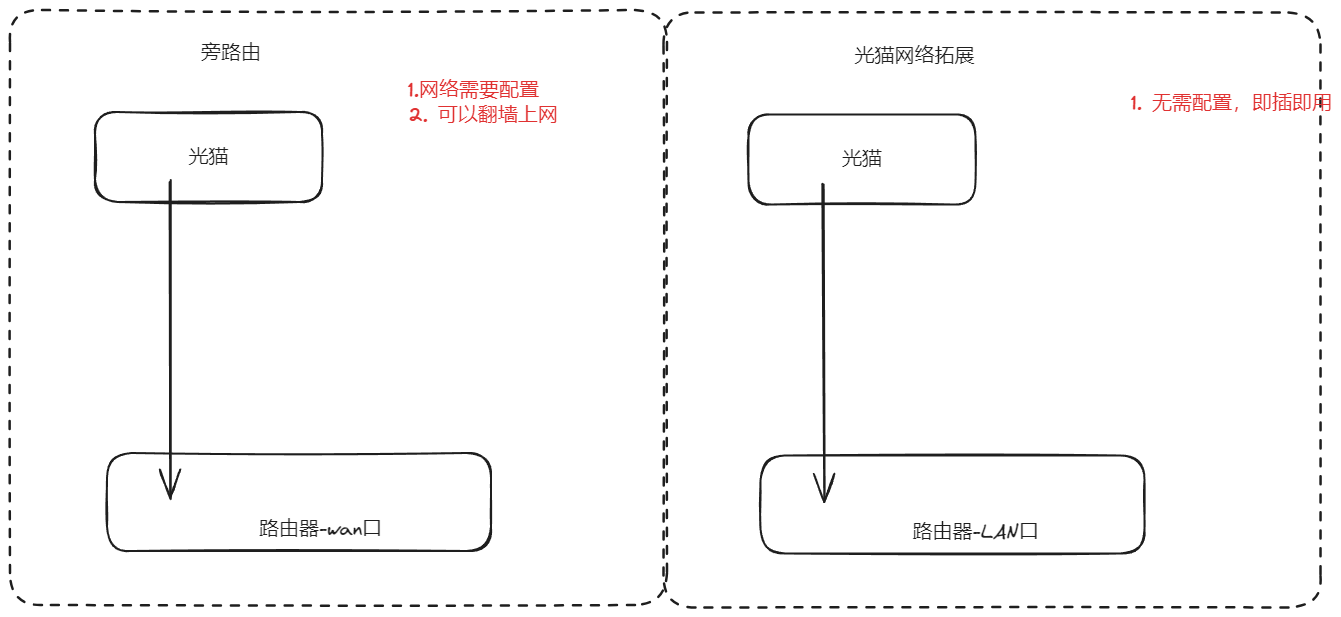 旁路由
1.网络需要配置
2. 可以翻墙上网
光猫
路由器-wan口
光猫网络拓展
1. 无需配置，即插即用
光猫
路由器-LAN口